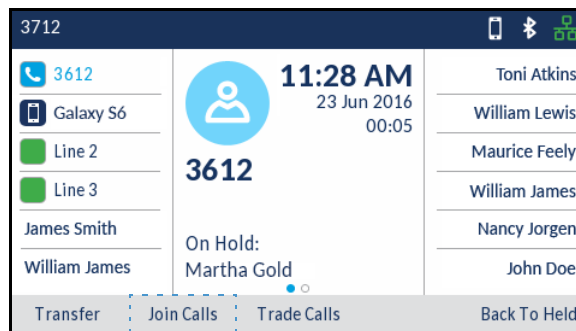 3712
3612
Galaxy S6
Line 2
Line 3
James Smith
William James
11:28 AM
23 Jun 2016
00:05
3612
On Hold:
Martha Gold
Toni Atkins
William Lewis
Maurice Feely
William James
Nancy Jorgen
John Doe
Transfer Join Calls Trade Calls Back To Held